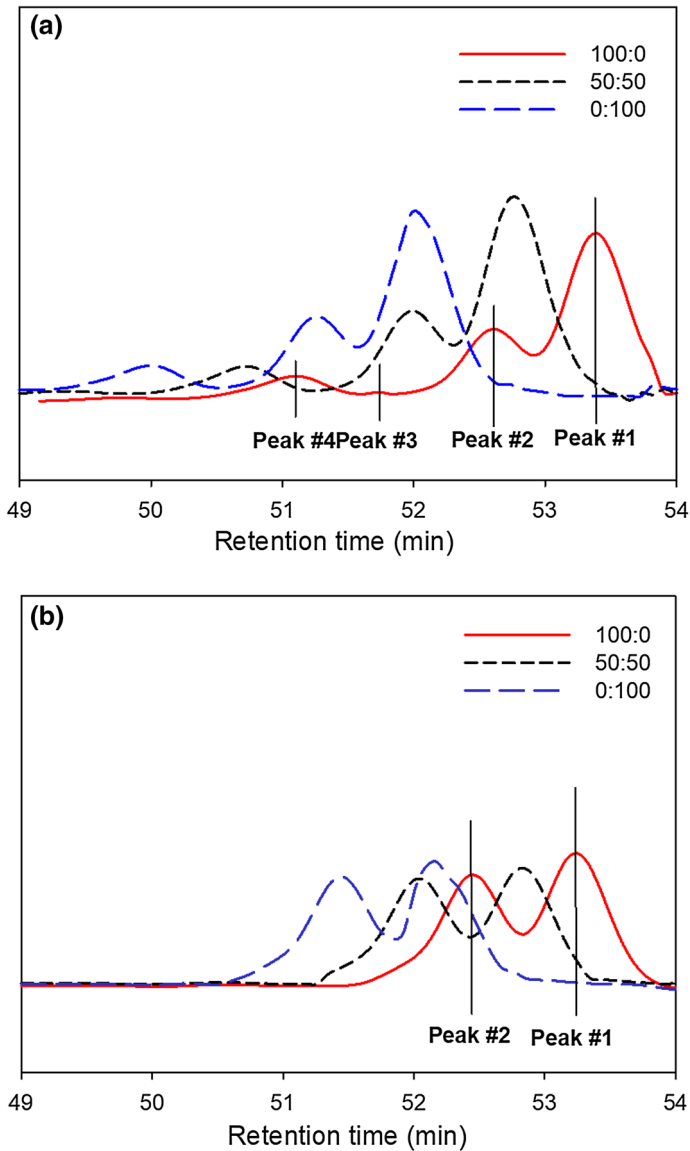 (a)
100:0
50:50
0:100
Peak #4 Peak #3 Peak #2 Peak #1
49 50 51 52 53 54
Retention time (min)
(b)
100:0
50:50
0:100
Peak #2 Peak #1
49 50 51 52 53 54
Retention time (min)